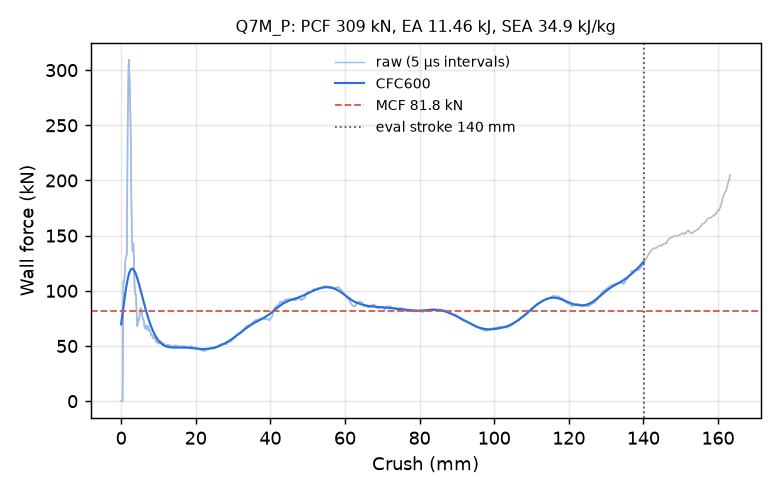 Q7M_P: PCF 309 kN, EA 11.46 kJ, SEA 34.9 kJ/kg
raw (5 µs intervals)
CFC600
MCF 81.8 kN
eval stroke 140 mm
Wall force (kN)
300
250
200
150
100
50
0
0 20 40 60 80 100 120 140 160
Crush (mm)